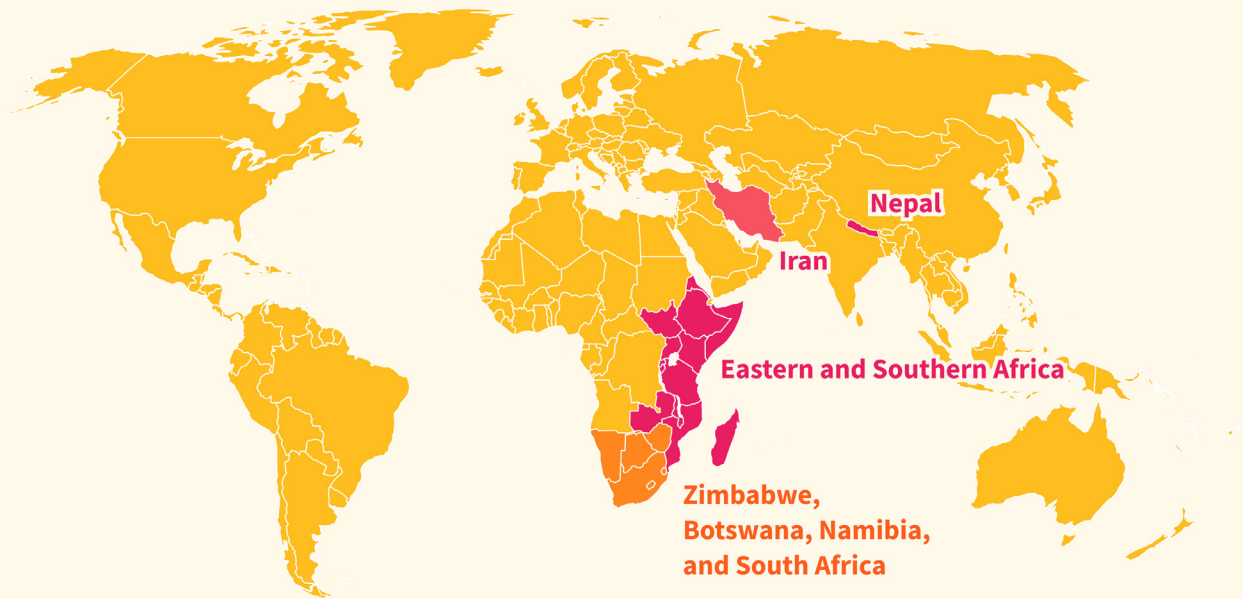 Nepal
Iran
Eastern and Southern Africa
Zimbabwe,
Botswana, Namibia,
and South Africa